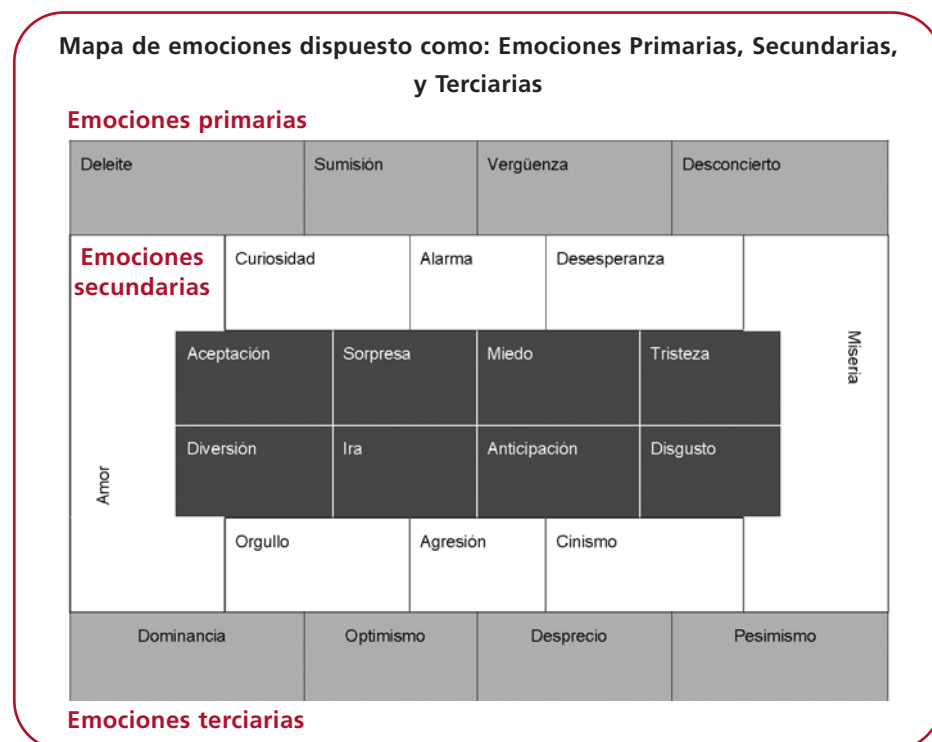 Mapa de emociones dispuesto como: Emociones Primarias, Secundarias,
y Terciarias
Emociones primarias
Deleite Sumisión Vergüenza Desconcierto
Emociones
secundarias
Curiosidad Alarma Desesperanza
Aceptación Sorpresa Miedo Tristeza
Miseria
Diversión Ira Anticipación Disgusto
Amor
Orgullo Agresión Cinismo
Dominancia Optimismo Desprecio Pesimismo
Emociones terciarias